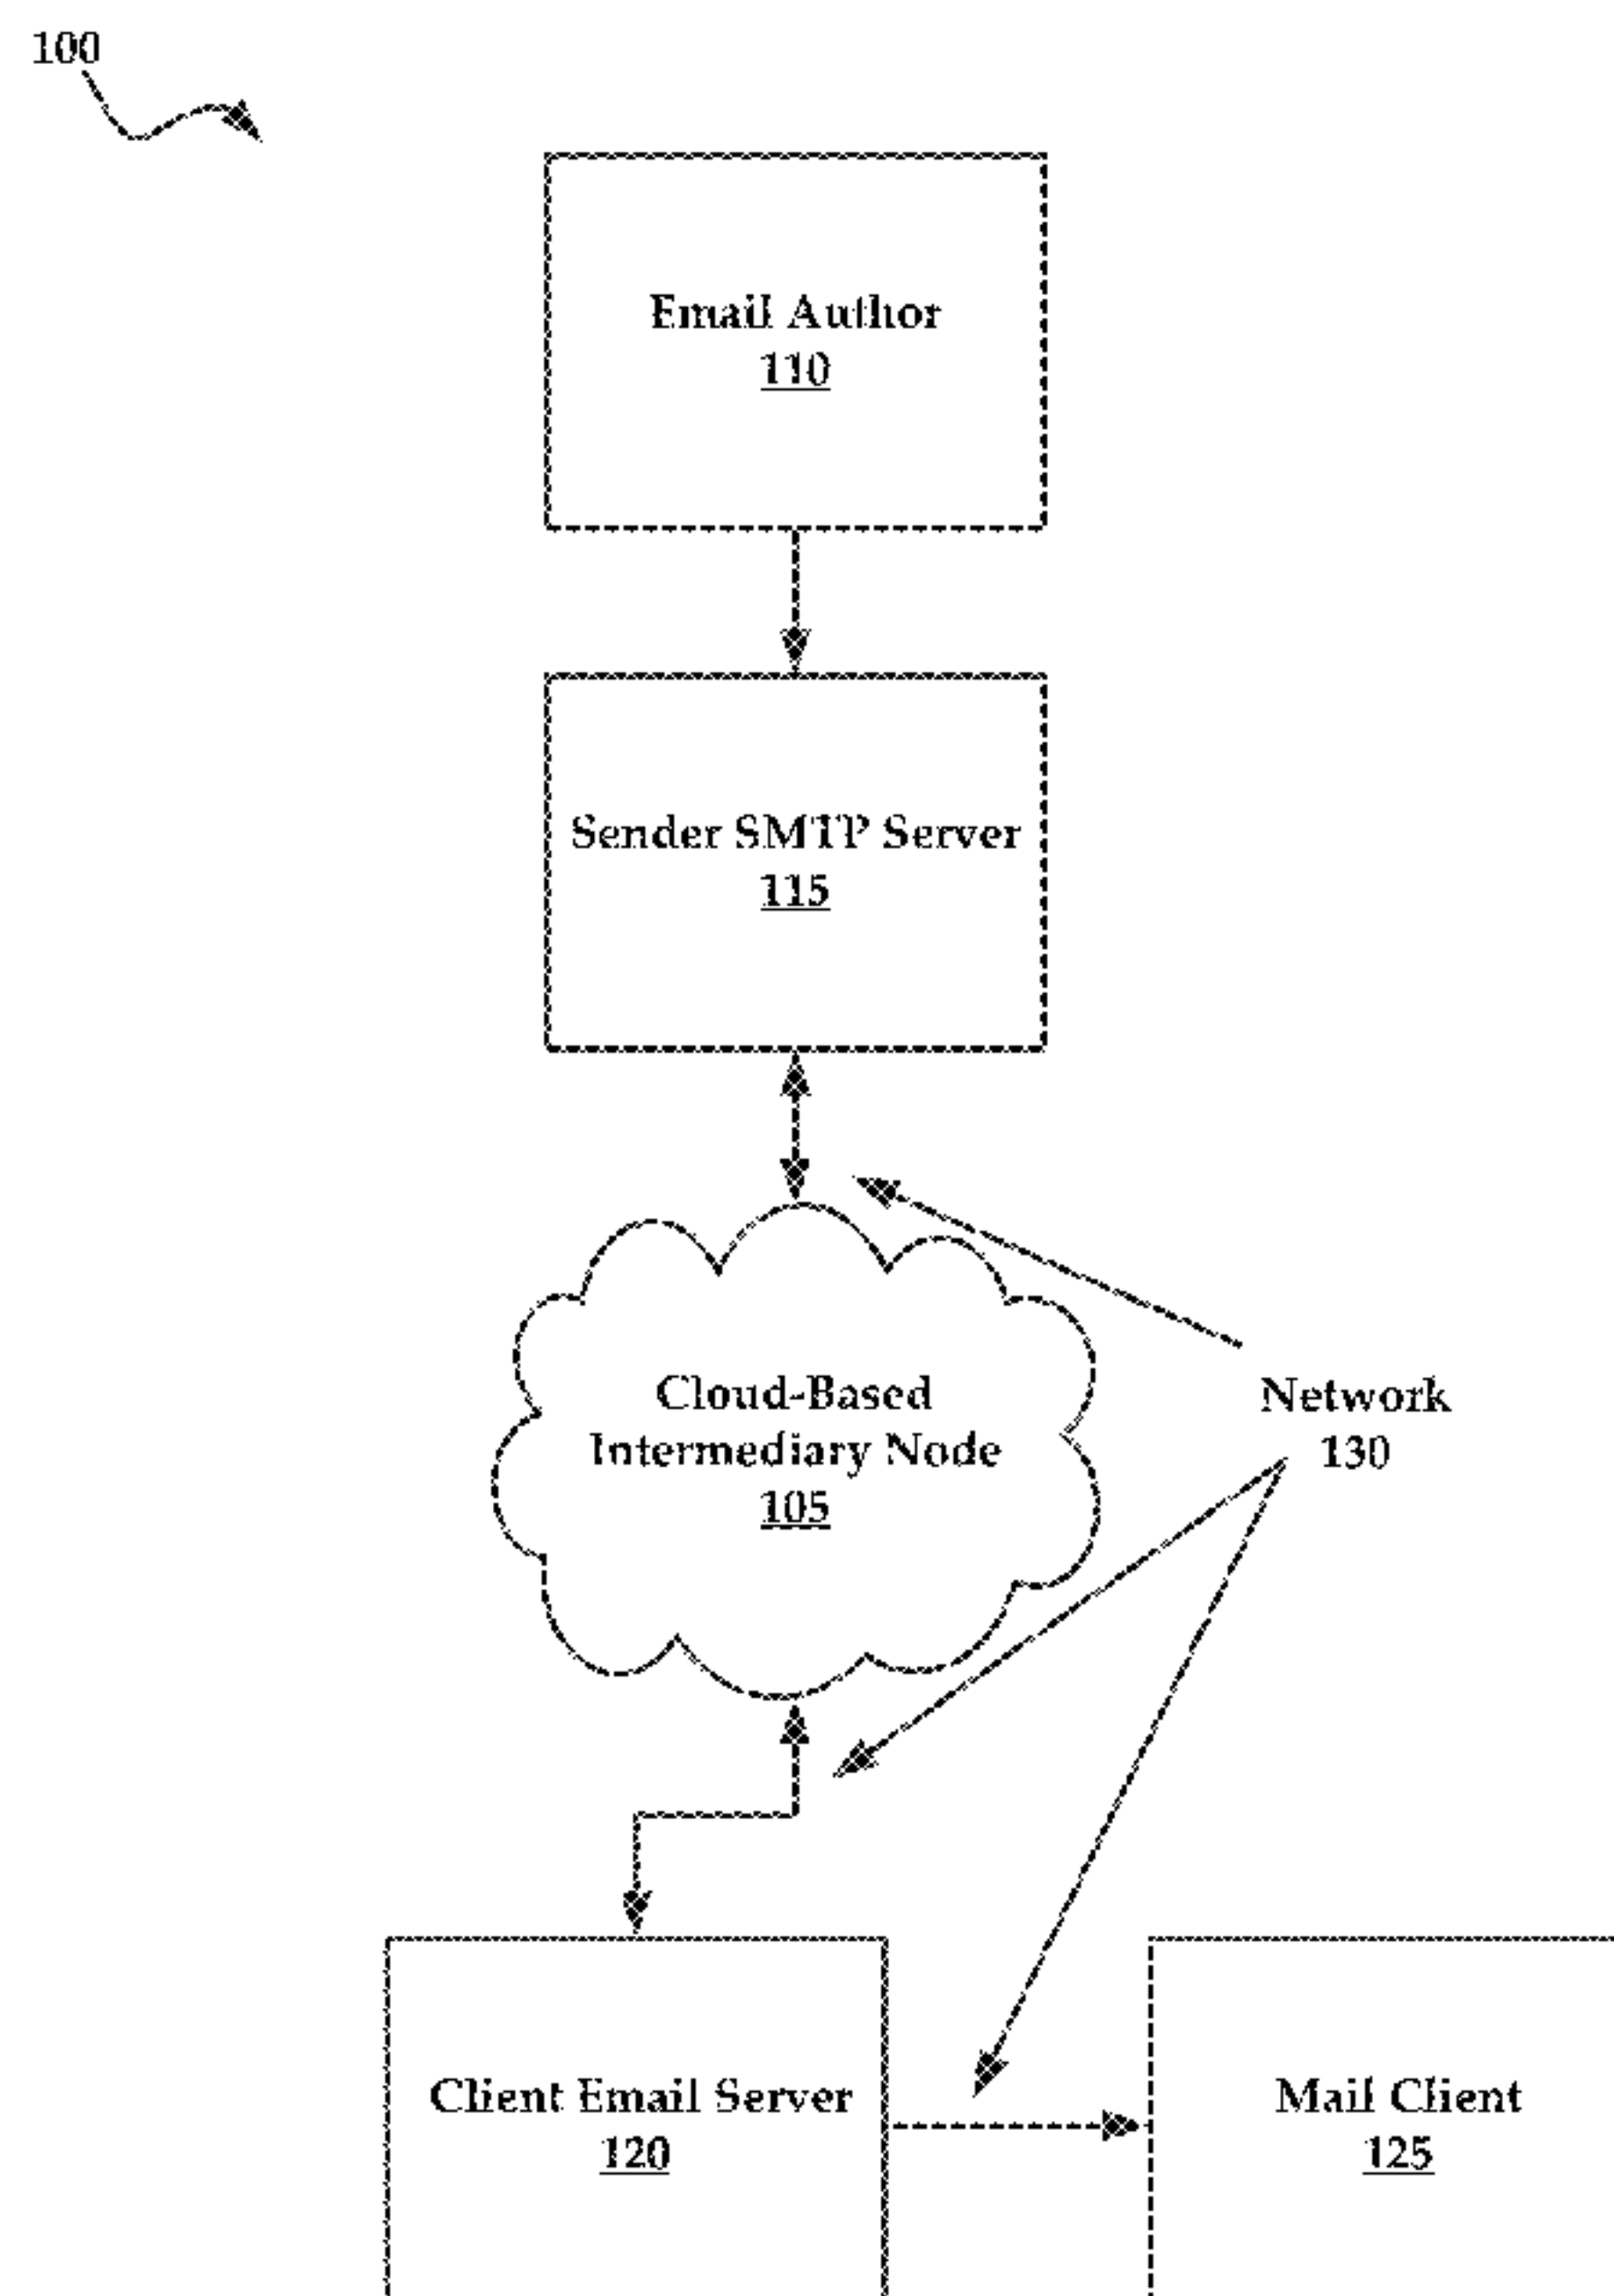 100
Email Author
110
Sender SMTP Server
115
Cloud-Based
Intermediary Node
105
Network
130
Client Email Server
120
Mail Client
125